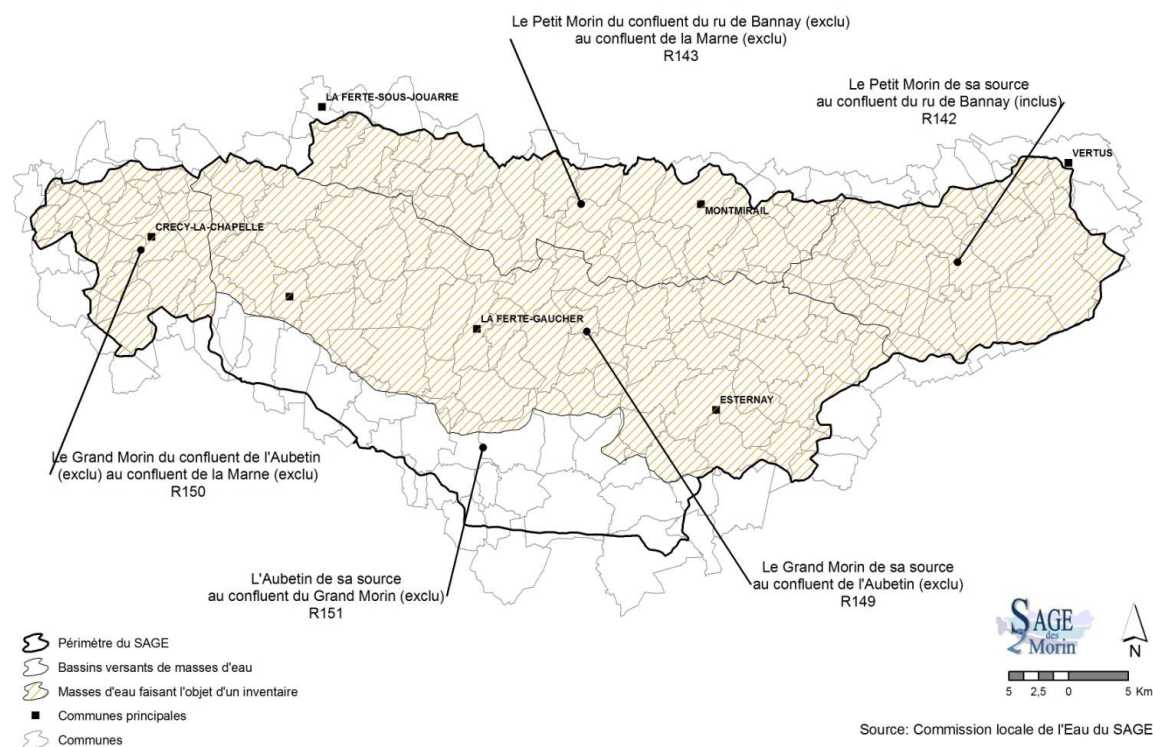 Le Petit Morin du confluent du ru de Bannay (exclu)
au confluent de la Marne (exclu)
R143
Le Petit Morin de sa source
au confluent du ru de Bannay (inclus)
R142
LA FERTE-SOUS-JOUARRE
VERTUS
MONTMIRAIL
CRECY-LA-CHAPELLE
LA FERTE-GAUCHER
ESTERNAY
Le Grand Morin du confluent de l'Aubetin
(exclu) au confluent de la Marne (exclu)
R150
L'Aubetin de sa source
au confluent du Grand Morin (exclu)
R151
Le Grand Morin de sa source
au confluent de l'Aubetin (exclu)
R149
Périmètre du SAGE
Bassins versants de masses d'eau
Masses d'eau faisant l'objet d'un inventaire
Communes principales
Communes
SAGE
des
2 Morin
N
5 2,5 0 5 Km
Source: Commission locale de l'Eau du SAGE